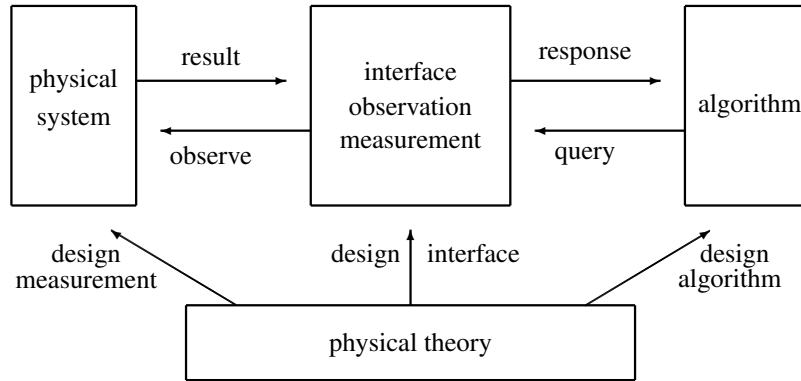 physical
system
result
observe
interface
observation
measurement
response
query
algorithm
design
measurement
design interface
design
algorithm
physical theory